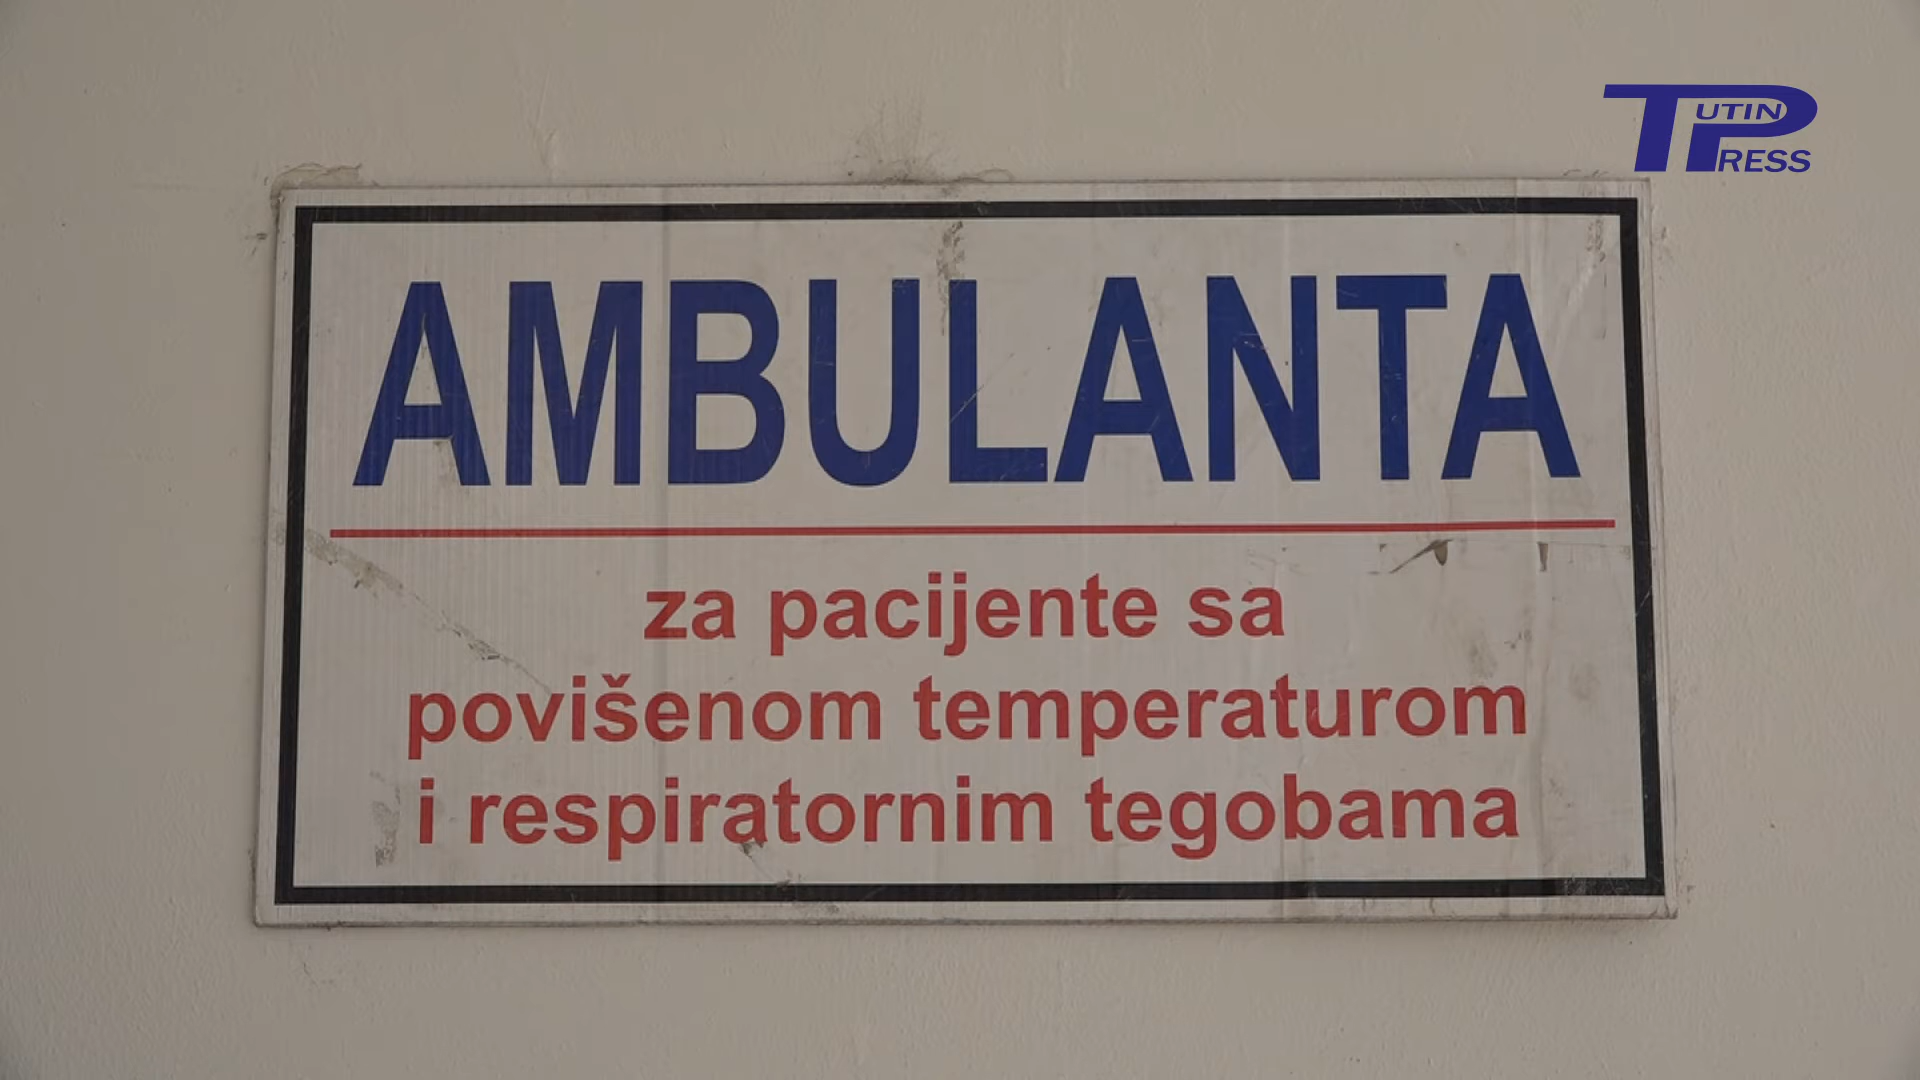 TUTIN
PRESS
AMBULANTA
za pacijente sa
povišenom temperaturom
i respiratornim tegobama